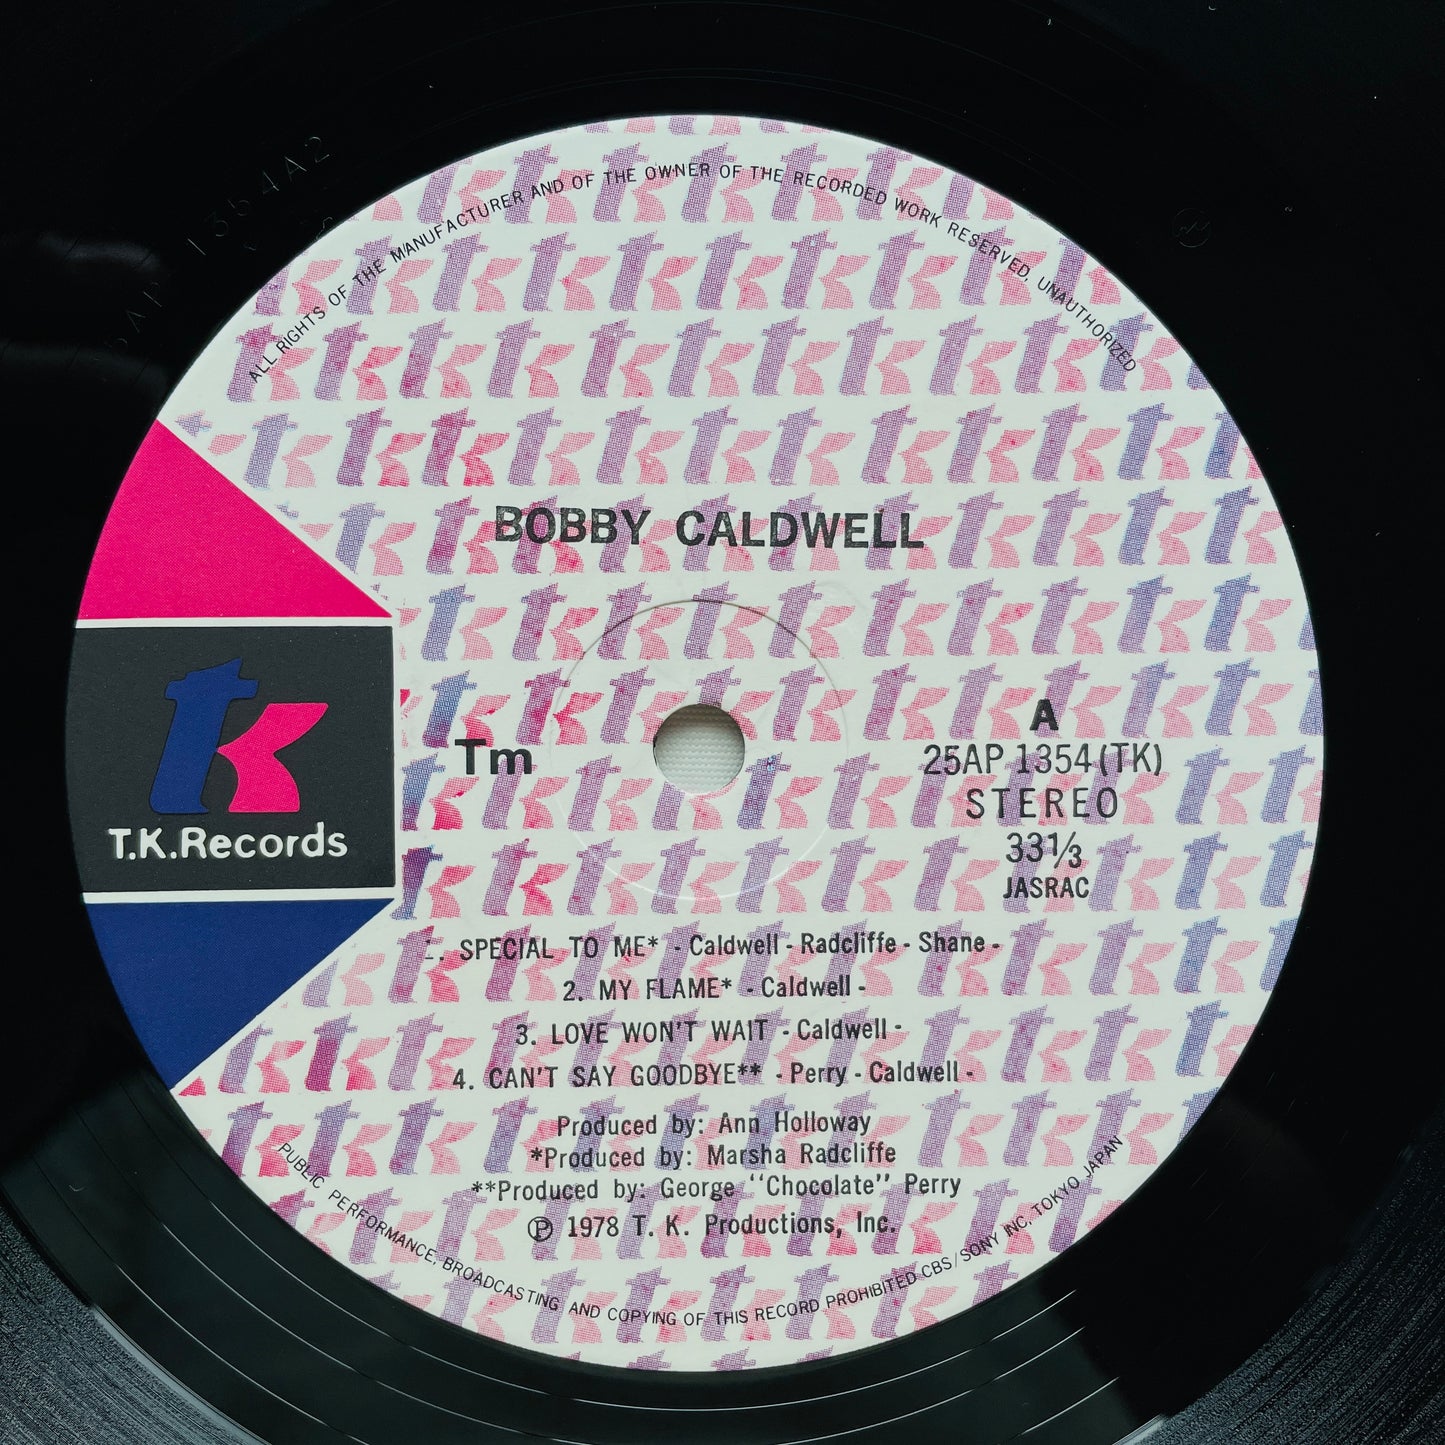 1354A2
ALL RIGHTS OF THE MANUFACTURER AND OF THE OWNER OF THE RECORDED WORK RESERVED, UNAUTHORIZED
BOBBY CALDWELL
tk
T.K.Records
Tm
A
25AP 1354(TK)
STEREO
33⅓
JASRAC
SPECIAL TO ME* - Caldwell - Radcliffe - Shane -
2. MY FLAME* - Caldwell -
3. LOVE WON'T WAIT - Caldwell -
4. CAN'T SAY GOODBYE** - Perry - Caldwell -
Produced by: Ann Holloway
*Produced by: Marsha Radcliffe
**Produced by: George "Chocolate" Perry
℗ 1978 T. K. Productions, Inc.
PUBLIC PERFORMANCE, BROADCASTING AND COPYING OF THIS RECORD PROHIBITED. CBS/SONY INC. TOKYO JAPAN